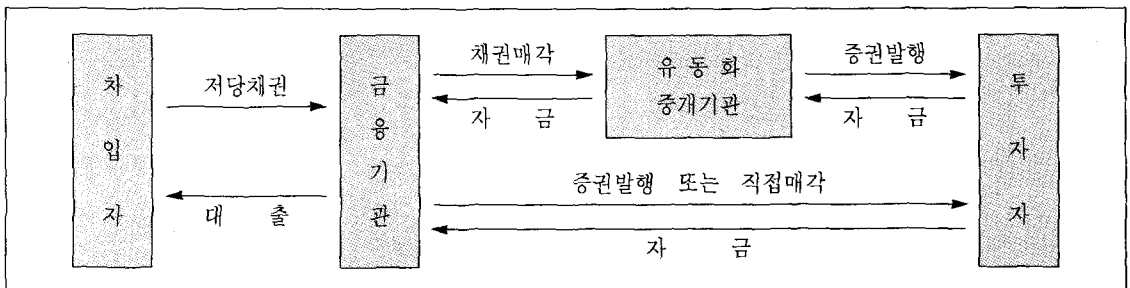 차입자
저당채권
대 출
금융기관
채권매각
자 금
유동화
중개기관
증권발행
자 금
증권발행 또는 직접매각
자 금
투자자